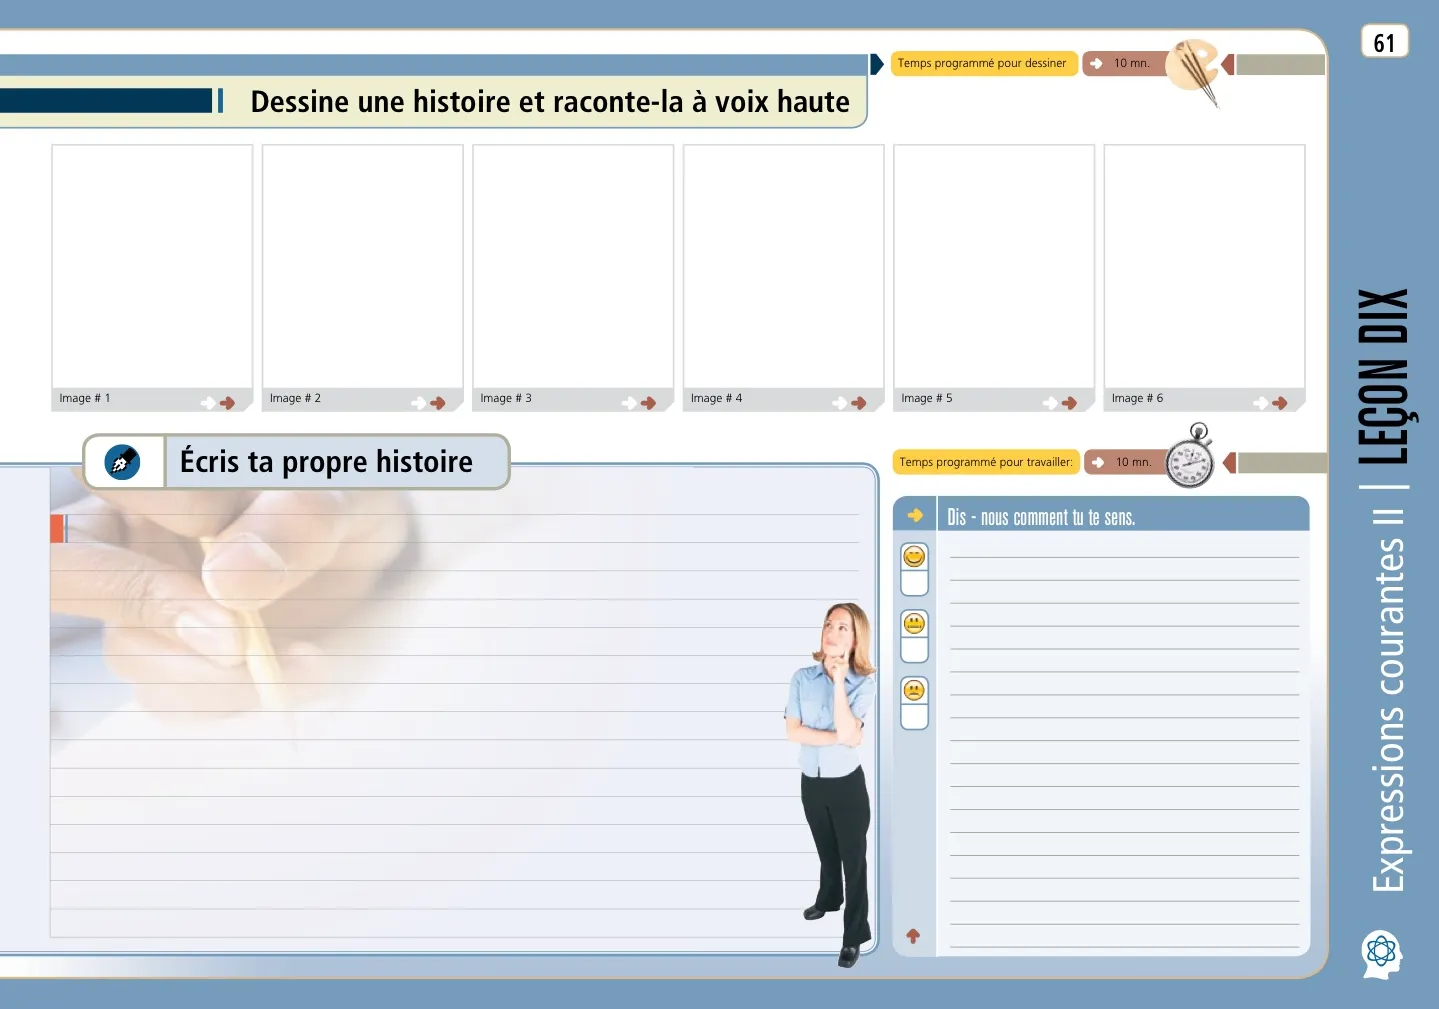 61
Temps programmé pour dessiner
10 mn.
Dessine une histoire et raconte-la à voix haute
Image # 1
Image # 2
Image # 3
Image # 4
Image # 5
Image # 6
Écris ta propre histoire
Temps programmé pour travailler:
10 mn.
Dis - nous comment tu te sens.
Expressions courantes II | LEÇON DIX